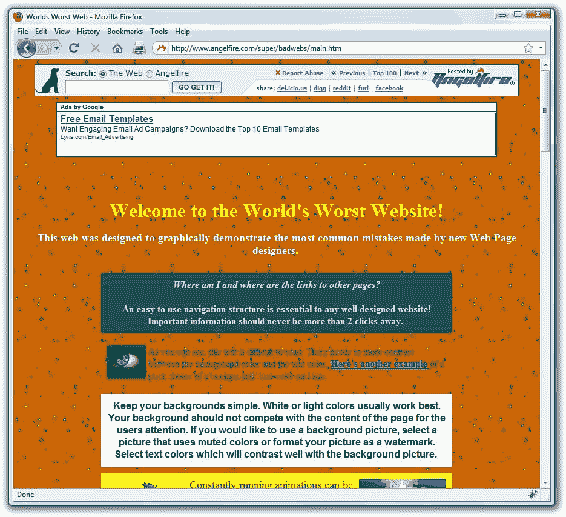 Worlds Worst Web - Mozilla Firefox
File Edit View History Bookmarks Tools Help
http://www.angelfire.com/super/badwebs/main.htm
Search: The Web Angelfire
GO GET IT!
Report Abuse « Previous | Top 100 | Next »
hosted by Angelfire
share: del.icio.us | digg | reddit | furl | facebook
Ads by Google
Free Email Templates
Want Engaging Email Ad Campaigns? Download the Top 10 Email Templates
Lyris.com/Email_Advertising
Welcome to the World's Worst Website!
This web was designed to graphically demonstrate the most common mistakes made by new Web Page
designers.
Where am I and where are the links to other pages?
An easy to use navigation structure is essential to any well designed website!
Important information should never be more than 2 clicks away.
Here's another example
Keep your backgrounds simple. White or light colors usually work best.
Your background should not compete with the content of the page for the
users attention. If you would like to use a background picture, select a
picture that uses muted colors or format your picture as a watermark.
Select text colors which will contrast well with the background picture.
Constantly running animations can be
Done